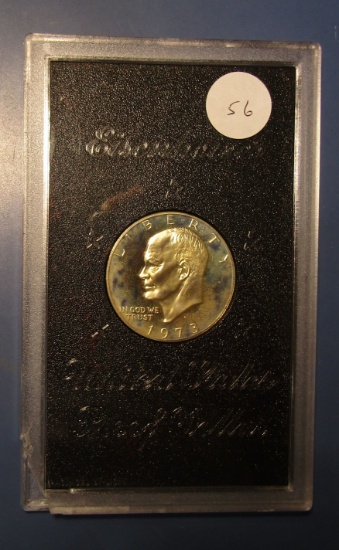 56
Eisenhower
LIBERTY
IN GOD WE
TRUST
1973
United States
Proof Dollar